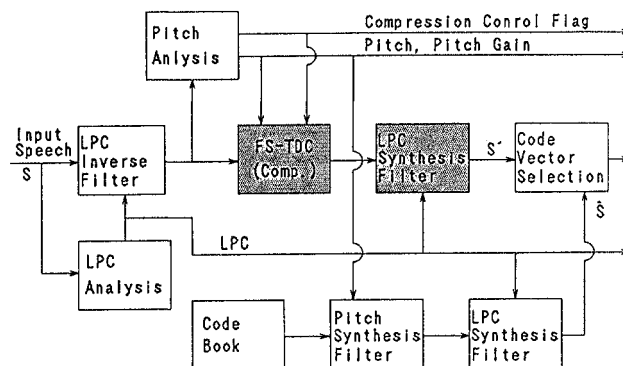 Compression Conrol Flag
Pitch, Pitch Gain
Pitch
Anlysis
Input
Speech
S
LPC
Inverse
Filter
FS-TDC
(Comp.)
LPC
Synthesis
Filter
S´
Code
Vector
Selection
Ŝ
LPC
LPC
Analysis
Code
Book
Pitch
Synthesis
Filter
LPC
Synthesis
Filter